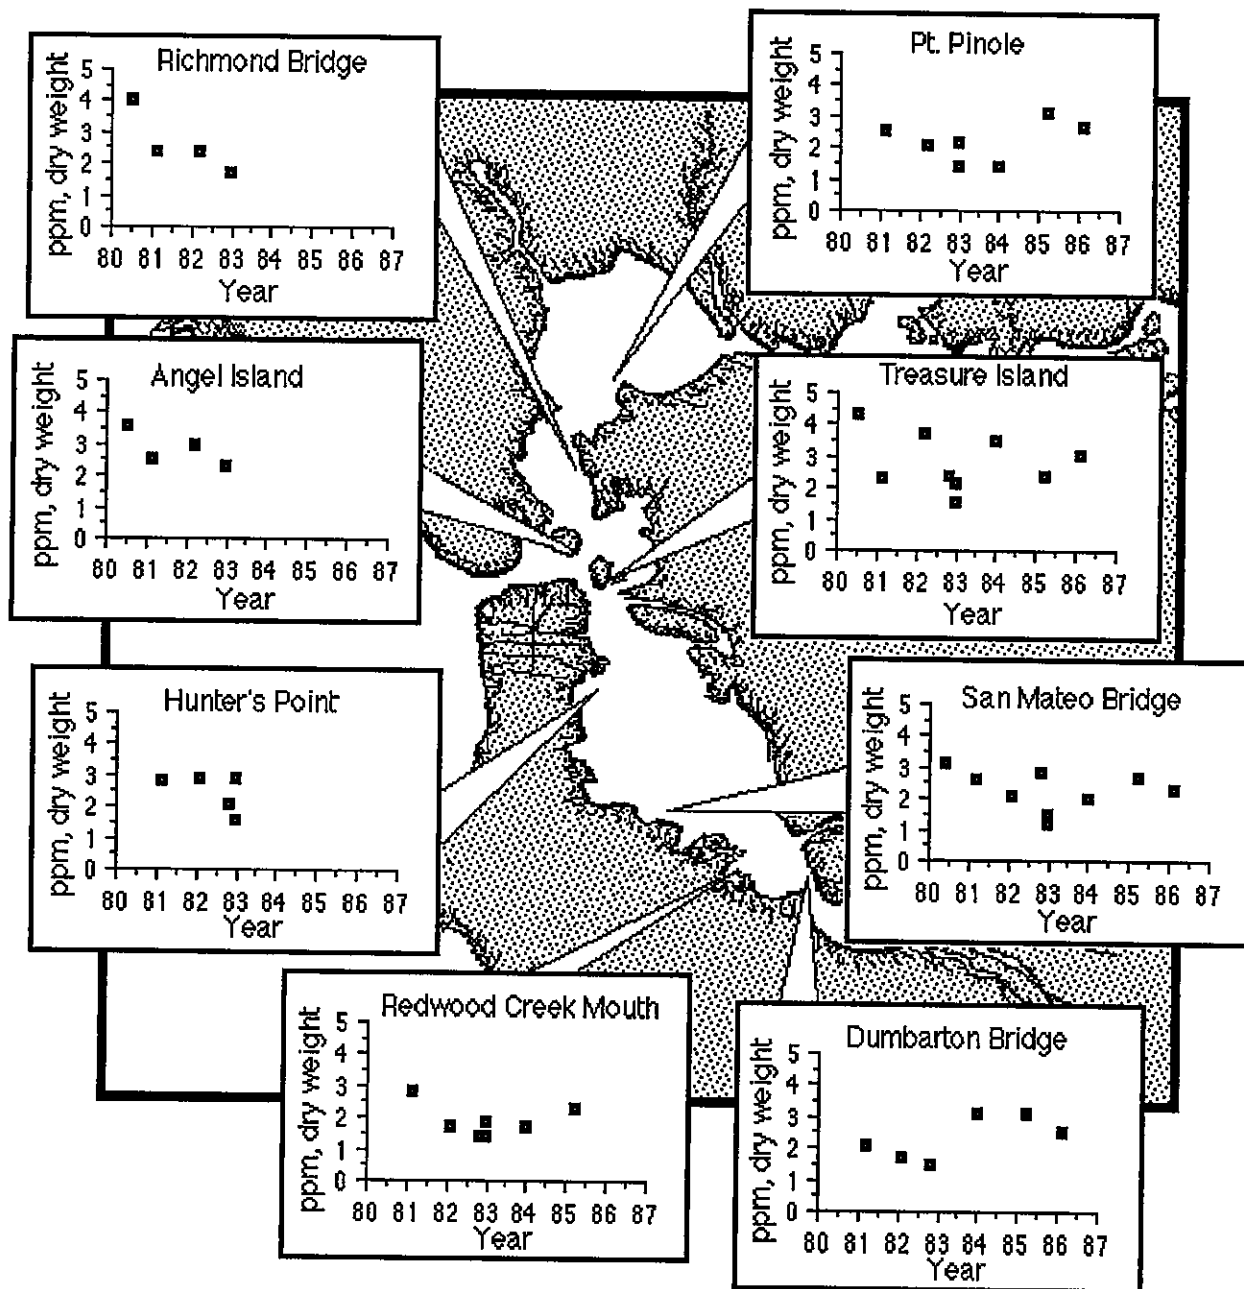 Richmond Bridge
ppm, dry weight
5
4
3
2
1
0
80 81 82 83 84 85 86 87
Year
Pt. Pinole
ppm, dry weight
5
4
3
2
1
0
80 81 82 83 84 85 86 87
Year
Angel Island
ppm, dry weight
5
4
3
2
1
0
80 81 82 83 84 85 86 87
Year
Treasure Island
ppm, dry weight
5
4
3
2
1
0
80 81 82 83 84 85 86 87
Year
Hunter's Point
ppm, dry weight
5
4
3
2
1
0
80 81 82 83 84 85 86 87
Year
San Mateo Bridge
ppm, dry weight
5
4
3
2
1
0
80 81 82 83 84 85 86 87
Year
Redwood Creek Mouth
ppm, dry weight
5
4
3
2
1
0
80 81 82 83 84 85 86 87
Year
Dumbarton Bridge
ppm, dry weight
5
4
3
2
1
0
80 81 82 83 84 85 86 87
Year